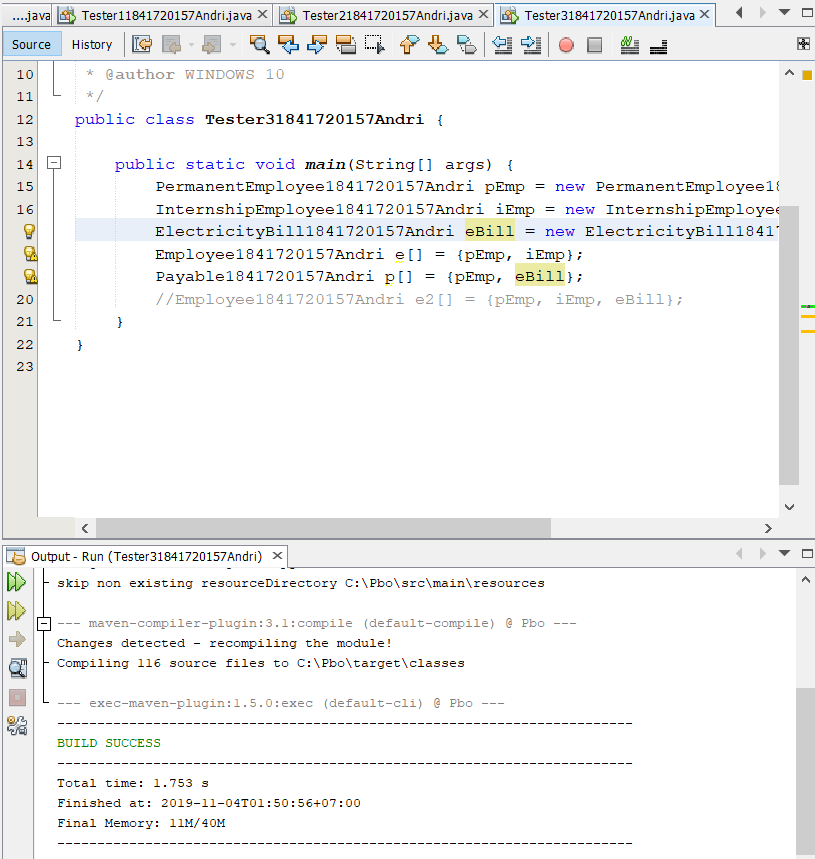 ....java Tester11841720157Andri.java Tester21841720157Andri.java Tester31841720157Andri.java
Source History
10 * @author WINDOWS 10
11 */
12 public class Tester31841720157Andri {
13
14 public static void main(String[] args) {
15 PermanentEmployee1841720157Andri pEmp = new PermanentEmployee18
16 InternshipEmployee1841720157Andri iEmp = new InternshipEmployee
ElectricityBill1841720157Andri eBill = new ElectricityBill18417
Employee1841720157Andri e[] = {pEmp, iEmp};
Payable1841720157Andri p[] = {pEmp, eBill};
20 //Employee1841720157Andri e2[] = {pEmp, iEmp, eBill};
21 }
22 }
23
Output - Run (Tester31841720157Andri)
skip non existing resourceDirectory C:\Pbo\src\main\resources
--- maven-compiler-plugin:3.1:compile (default-compile) @ Pbo ---
Changes detected - recompiling the module!
Compiling 116 source files to C:\Pbo\target\classes
--- exec-maven-plugin:1.5.0:exec (default-cli) @ Pbo ---
------------------------------------------------------------------------
BUILD SUCCESS
------------------------------------------------------------------------
Total time: 1.753 s
Finished at: 2019-11-04T01:50:56+07:00
Final Memory: 11M/40M
------------------------------------------------------------------------